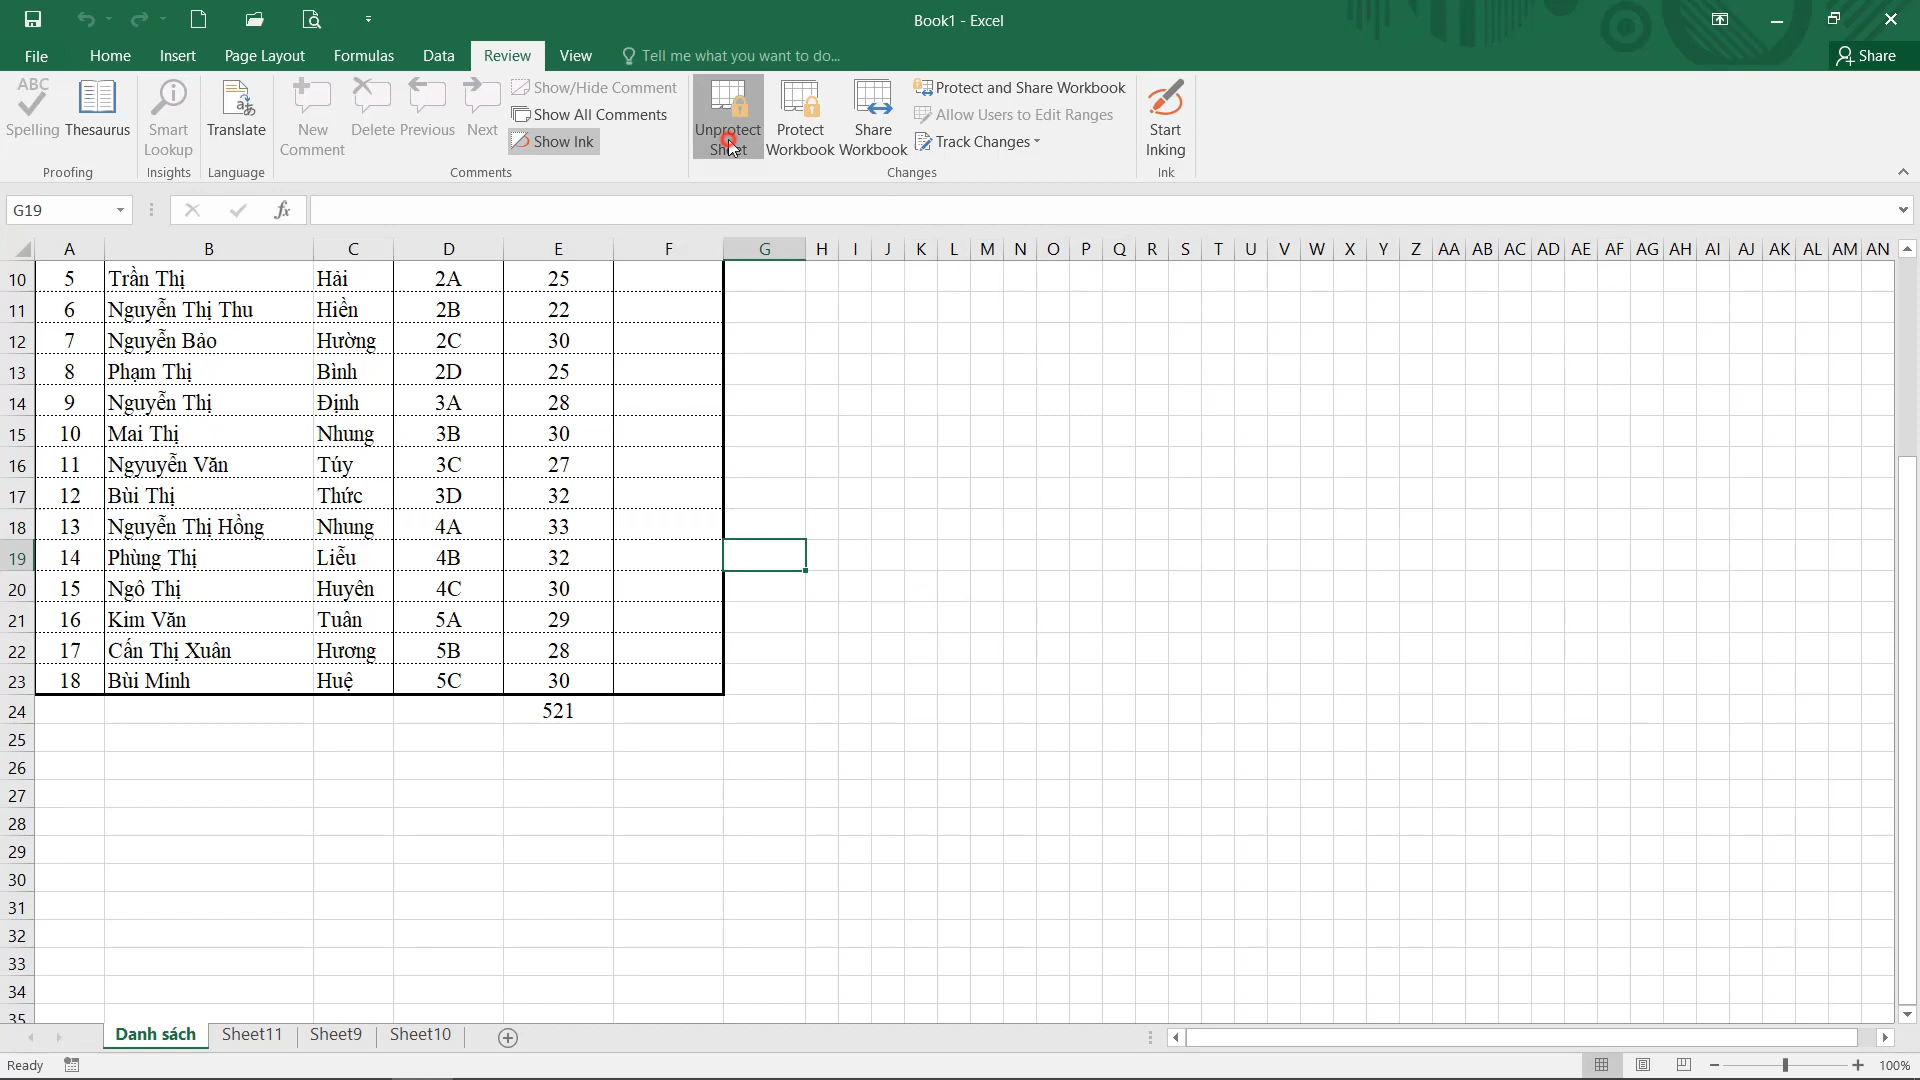 Book1 - Excel
File Home Insert Page Layout Formulas Data Review View Tell me what you want to do... Share
ABC
Spelling Thesaurus Smart Lookup Translate New Comment Delete Previous Next Show/Hide Comment Show All Comments Show Ink
Unprotect Protect Workbook Share Workbook Protect and Share Workbook Allow Users to Edit Ranges Track Changes Start Inking
Proofing Insights Language Comments Changes Ink
G19 fx
A B C D E F G H I J K L M N O P Q R S T U V W X Y Z AA AB AC AD AE AF AG AH AI AJ AK AL AM AN
10 5 Trần Thị Hải 2A 25
11 6 Nguyễn Thị Thu Hiền 2B 22
12 7 Nguyễn Bảo Hường 2C 30
13 8 Phạm Thị Bình 2D 25
14 9 Nguyễn Thị Định 3A 28
15 10 Mai Thị Nhung 3B 30
16 11 Ngyuyễn Văn Túy 3C 27
17 12 Bùi Thị Thức 3D 32
18 13 Nguyễn Thị Hồng Nhung 4A 33
19 14 Phùng Thị Liễu 4B 32
20 15 Ngô Thị Huyên 4C 30
21 16 Kim Văn Tuân 5A 29
22 17 Cấn Thị Xuân Hương 5B 28
23 18 Bùi Minh Huệ 5C 30
24 521
25
26
27
28
29
30
31
32
33
34
35
Danh sách Sheet11 Sheet9 Sheet10
Ready 100%